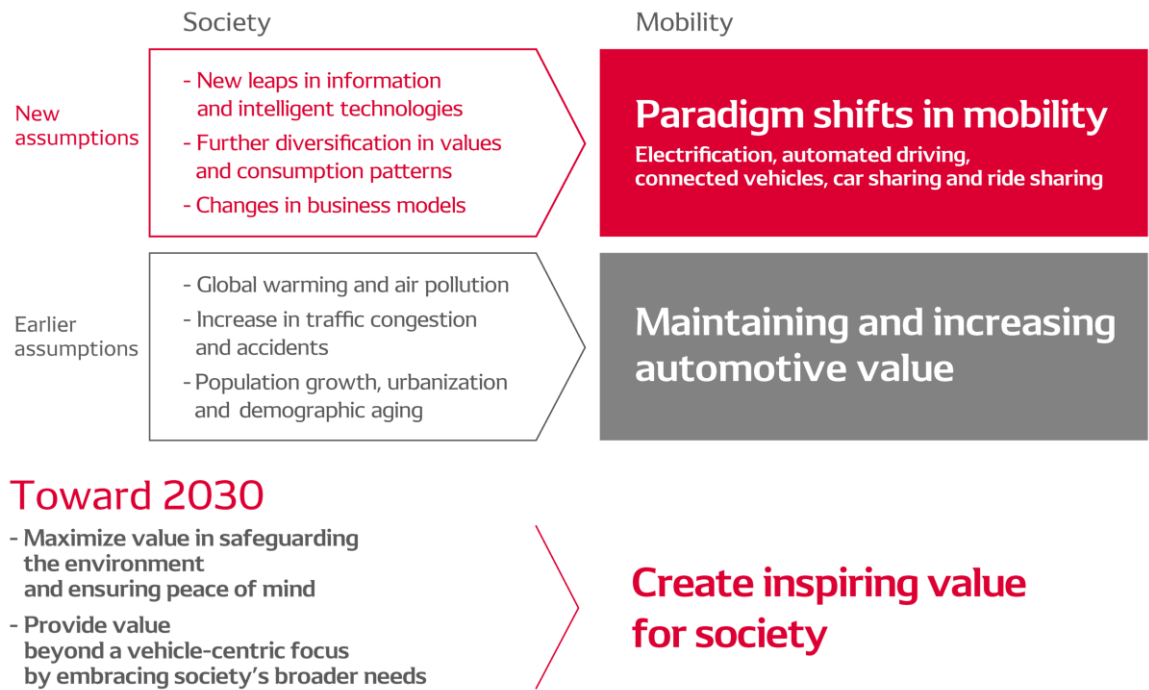 Society
Mobility
New
assumptions
- New leaps in information
and intelligent technologies
- Further diversification in values
and consumption patterns
- Changes in business models
Paradigm shifts in mobility
Electrification, automated driving,
connected vehicles, car sharing and ride sharing
Earlier
assumptions
- Global warming and air pollution
- Increase in traffic congestion
and accidents
- Population growth, urbanization
and demographic aging
Maintaining and increasing
automotive value
Toward 2030
- Maximize value in safeguarding
the environment
and ensuring peace of mind
- Provide value
beyond a vehicle-centric focus
by embracing society's broader needs
Create inspiring value
for society